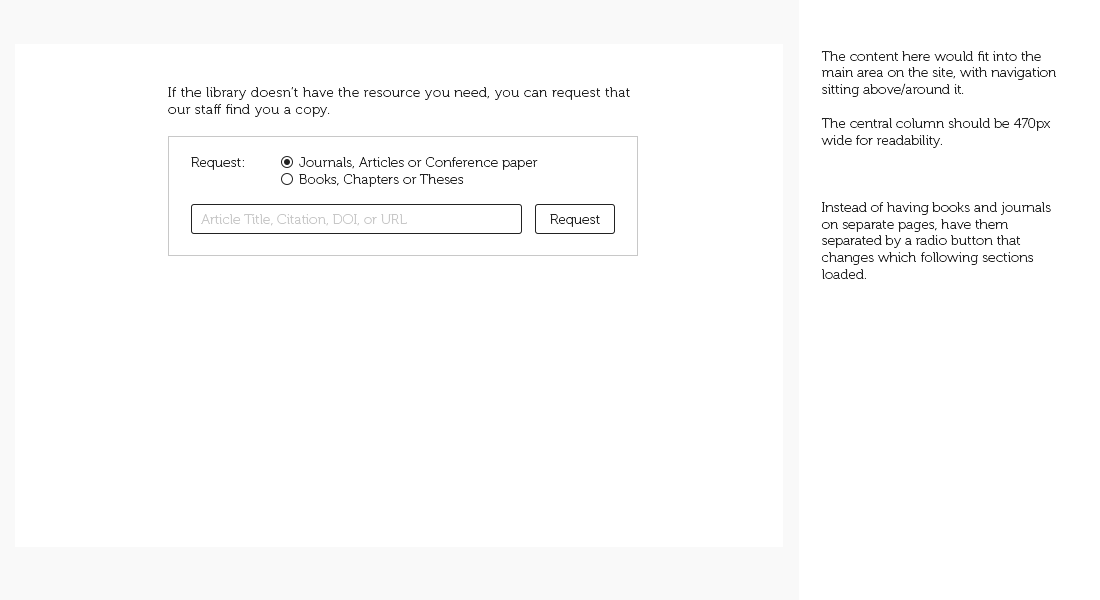 If the library doesn't have the resource you need, you can request that
our staff find you a copy.
Request:
Journals, Articles or Conference paper
Books, Chapters or Theses
Article Title, Citation, DOI, or URL
Request
The content here would fit into the
main area on the site, with navigation
sitting above/around it.
The central column should be 470px
wide for readability.
Instead of having books and journals
on separate pages, have them
separated by a radio button that
changes which following sections
loaded.